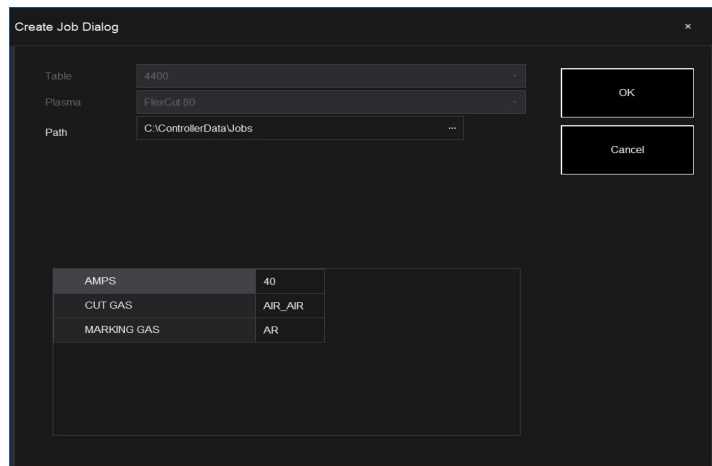 Create Job Dialog ×
Table 4400
Plasma FlexCut 80
Path C:\ControllerData\Jobs ...
OK
Cancel
AMPS 40
CUT GAS AIR_AIR
MARKING GAS AR